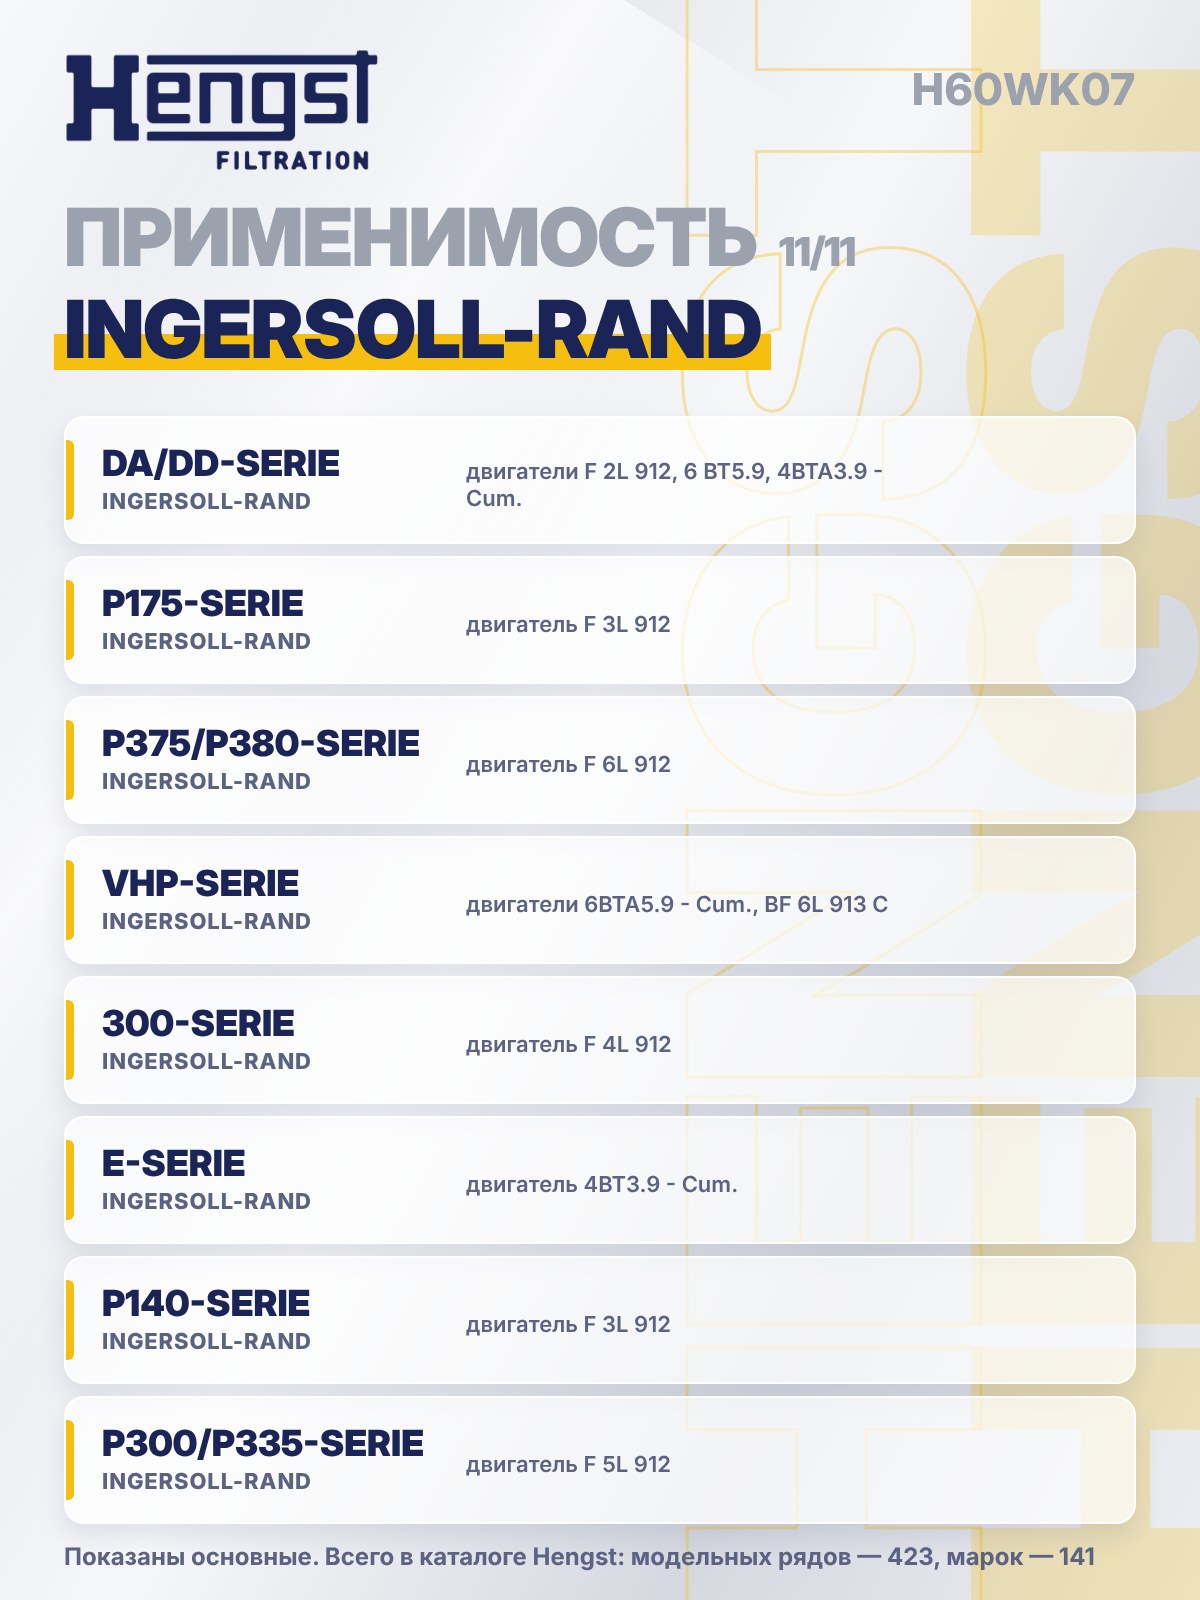 Hengst
FILTRATION
H60WK07
ПРИМЕНИМОСТЬ 11/11
INGERSOLL-RAND
DA/DD-SERIE
INGERSOLL-RAND
двигатели F 2L 912, 6 BT5.9, 4BTA3.9 -
Cum.
P175-SERIE
INGERSOLL-RAND
двигатель F 3L 912
P375/P380-SERIE
INGERSOLL-RAND
двигатель F 6L 912
VHP-SERIE
INGERSOLL-RAND
двигатели 6BTA5.9 - Cum., BF 6L 913 C
300-SERIE
INGERSOLL-RAND
двигатель F 4L 912
E-SERIE
INGERSOLL-RAND
двигатель 4BT3.9 - Cum.
P140-SERIE
INGERSOLL-RAND
двигатель F 3L 912
P300/P335-SERIE
INGERSOLL-RAND
двигатель F 5L 912
Показаны основные. Всего в каталоге Hengst: модельных рядов — 423, марок — 141
HENGST
HENGST